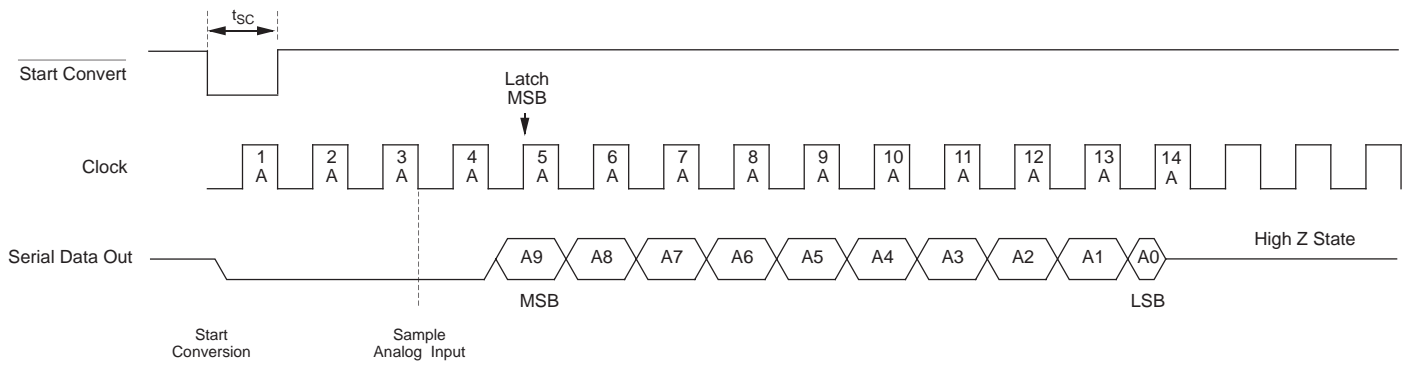 tSC
Start Convert
Latch
MSB
Clock
1 2 3 4 5 6 7 8 9 10 11 12 13 14
A A A A A A A A A A A A A A
Serial Data Out
A9 A8 A7 A6 A5 A4 A3 A2 A1 A0
High Z State
MSB
LSB
Start
Conversion
Sample
Analog Input